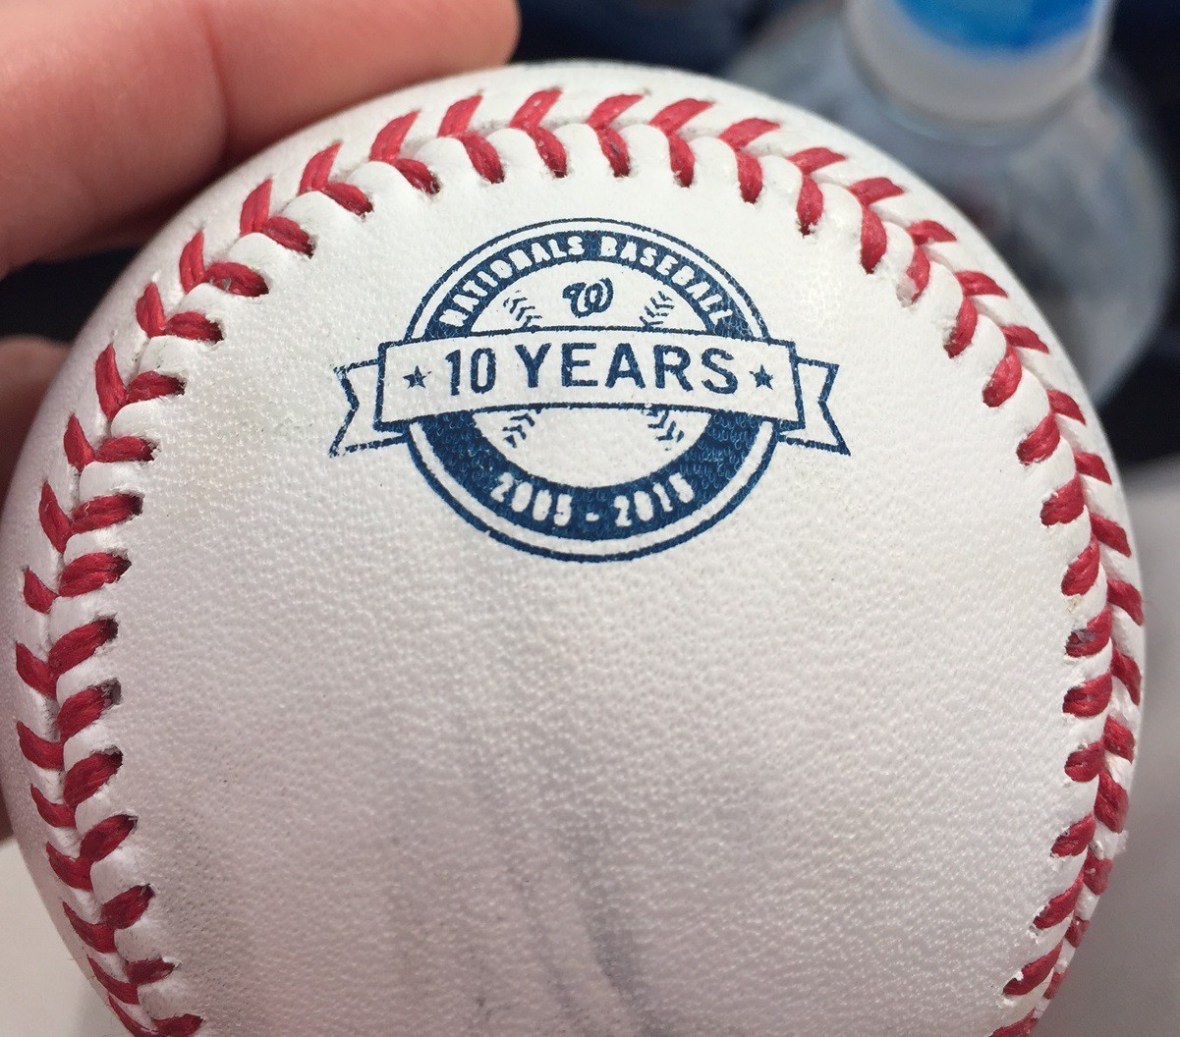 NATIONALS BASEBALL
W
★ 10 YEARS ★
2005 - 2015